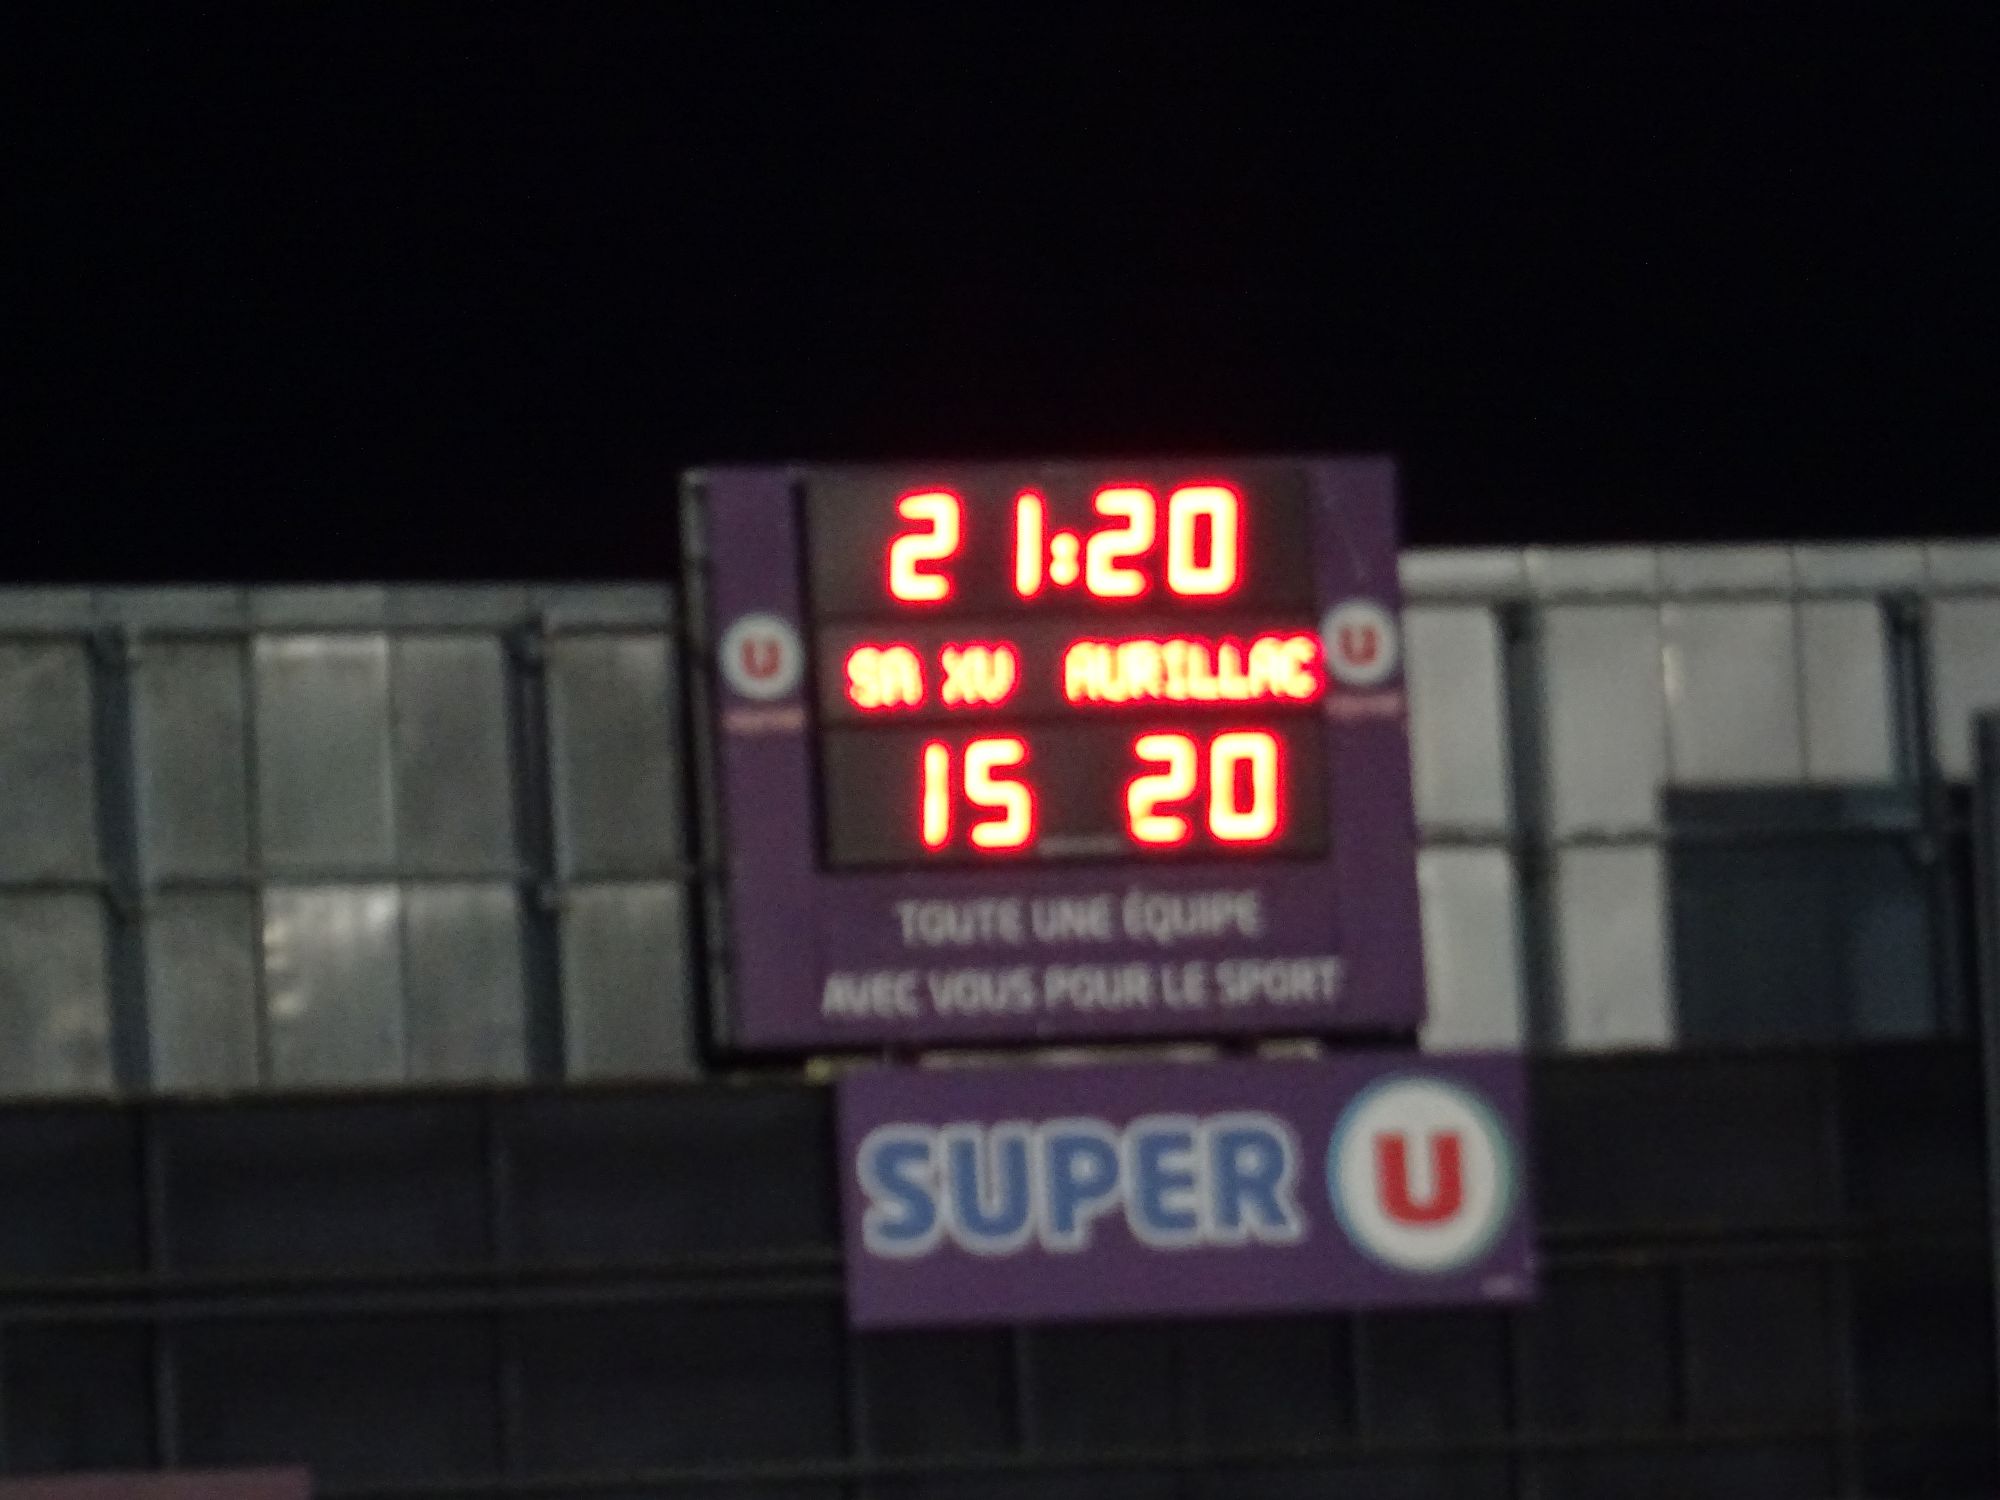 21:20
U U
SA XV AURILLAC
15 20
TOUTE UNE ÉQUIPE
AVEC VOUS POUR LE SPORT
SUPER U